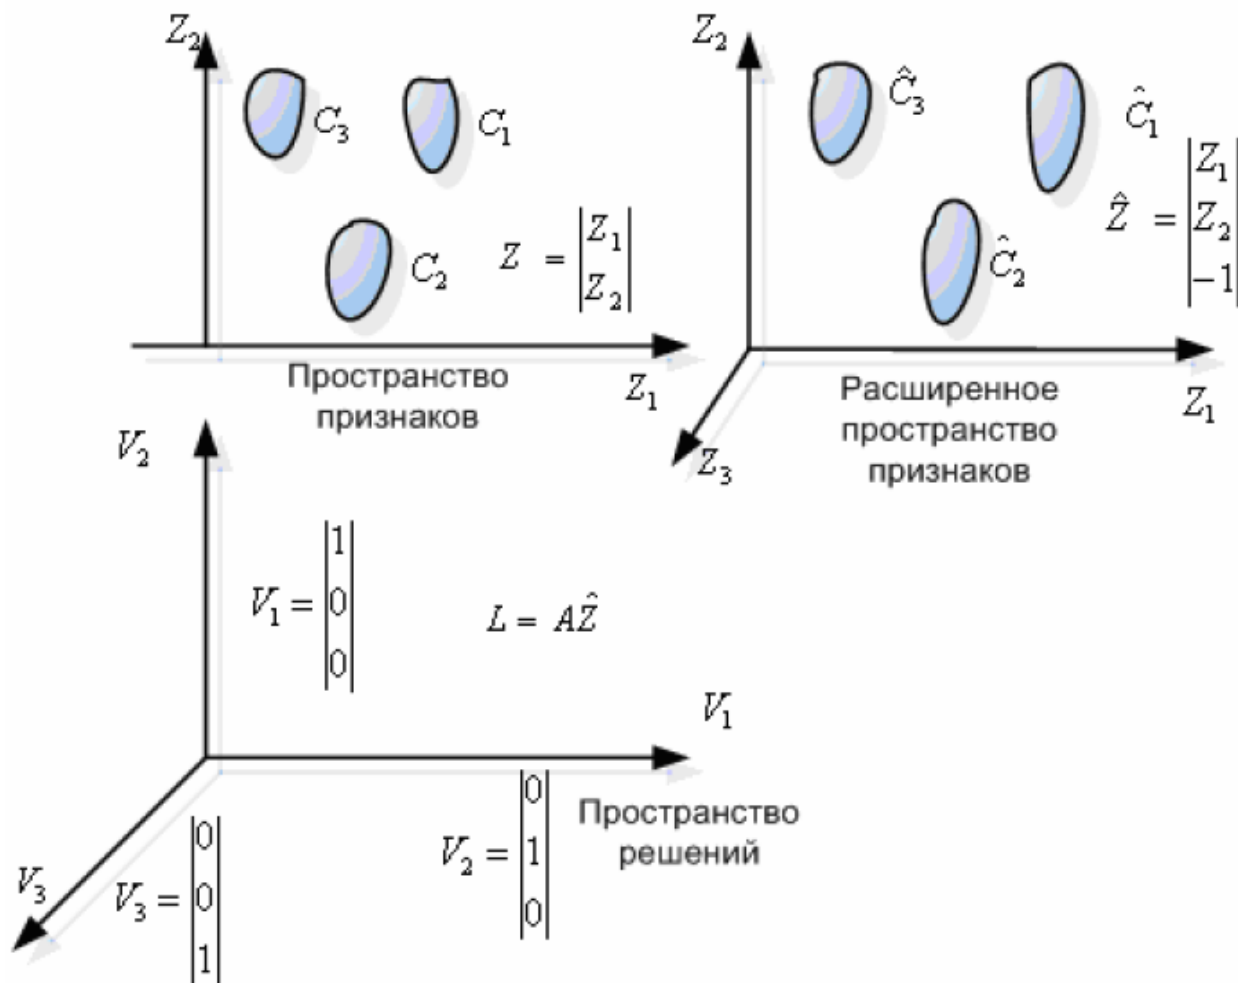 Z₂
C₃
C₁
C₂
Z = |Z₁ Z₂|
Z₁
Пространство
признаков
Z₂
Ĉ₃
Ĉ₁
Ĉ₂
Ẑ = |Z₁ Z₂ −1|
Z₁
Z₃
Расширенное
пространство
признаков
V₂
V₁ = |1 0 0|
L = AẐ
V₁
V₃
V₃ = |0 0 1|
V₂ = |0 1 0|
Пространство
решений